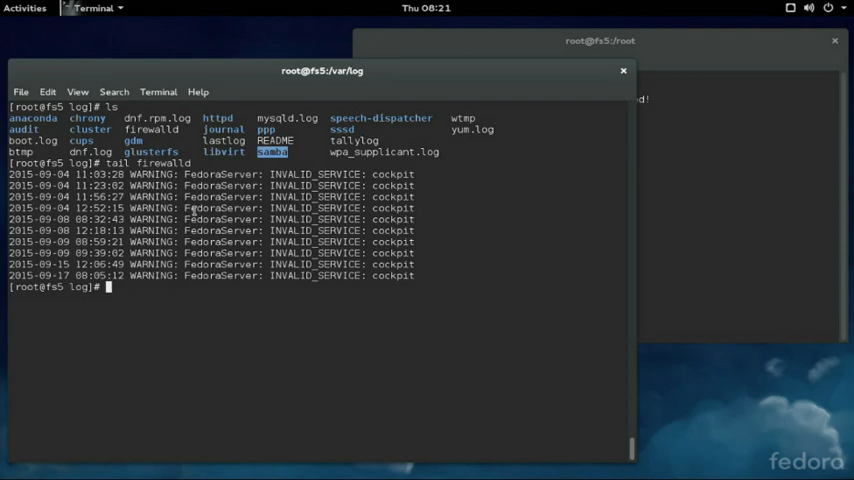 Activities Terminal Thu 08:21
root@fs5:/root
d!
root@fs5:/var/log
File Edit View Search Terminal Help
[root@fs5 log]# ls
anaconda chrony dnf.rpm.log httpd mysqld.log speech-dispatcher wtmp
audit cluster firewalld journal ppp sssd yum.log
boot.log cups gdm lastlog README tallylog
btmp dnf.log glusterfs libvirt samba wpa_supplicant.log
[root@fs5 log]# tail firewalld
2015-09-04 11:03:28 WARNING: FedoraServer: INVALID_SERVICE: cockpit
2015-09-04 11:23:02 WARNING: FedoraServer: INVALID_SERVICE: cockpit
2015-09-04 11:56:27 WARNING: FedoraServer: INVALID_SERVICE: cockpit
2015-09-04 12:52:15 WARNING: FedoraServer: INVALID_SERVICE: cockpit
2015-09-08 08:32:43 WARNING: FedoraServer: INVALID_SERVICE: cockpit
2015-09-08 12:18:13 WARNING: FedoraServer: INVALID_SERVICE: cockpit
2015-09-09 08:59:21 WARNING: FedoraServer: INVALID_SERVICE: cockpit
2015-09-09 09:39:02 WARNING: FedoraServer: INVALID_SERVICE: cockpit
2015-09-15 12:06:49 WARNING: FedoraServer: INVALID_SERVICE: cockpit
2015-09-17 08:05:12 WARNING: FedoraServer: INVALID_SERVICE: cockpit
[root@fs5 log]#
fedora